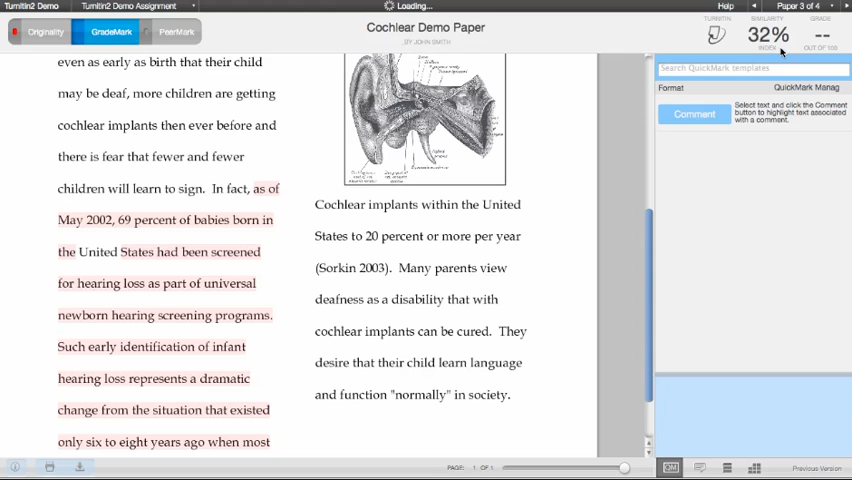 Turnitin2 Demo
Turnitin2 Demo Assignment
Loading...
Help
Paper 3 of 4
Originality
GradeMark
PeerMark
Cochlear Demo Paper
BY JOHN SMITH
TURNITIN
SIMILARITY
32%
INDEX
GRADE
--
OUT OF 100
even as early as birth that their child
may be deaf, more children are getting
cochlear implants then ever before and
there is fear that fewer and fewer
children will learn to sign. In fact, as of
May 2002, 69 percent of babies born in
the United States had been screened
for hearing loss as part of universal
newborn hearing screening programs.
Such early identification of infant
hearing loss represents a dramatic
change from the situation that existed
only six to eight years ago when most
Cochlear implants within the United
States to 20 percent or more per year
(Sorkin 2003). Many parents view
deafness as a disability that with
cochlear implants can be cured. They
desire that their child learn language
and function "normally" in society.
Search QuickMark templates
Format
QuickMark Manag
Comment
Select text and click the Comment
button to highlight text associated
with a comment.
PAGE: 1 OF 1
QM
Previous Version